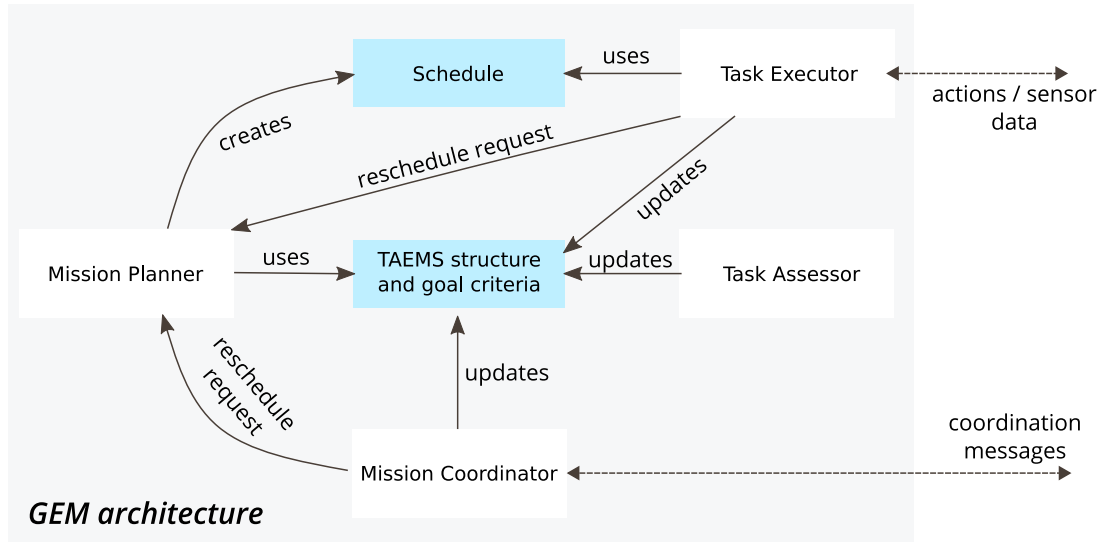 Schedule
uses
Task Executor
actions / sensor
data
creates
reschedule request
updates
Mission Planner
uses
TAEMS structure
and goal criteria
updates
Task Assessor
reschedule
request
updates
coordination
messages
Mission Coordinator
GEM architecture